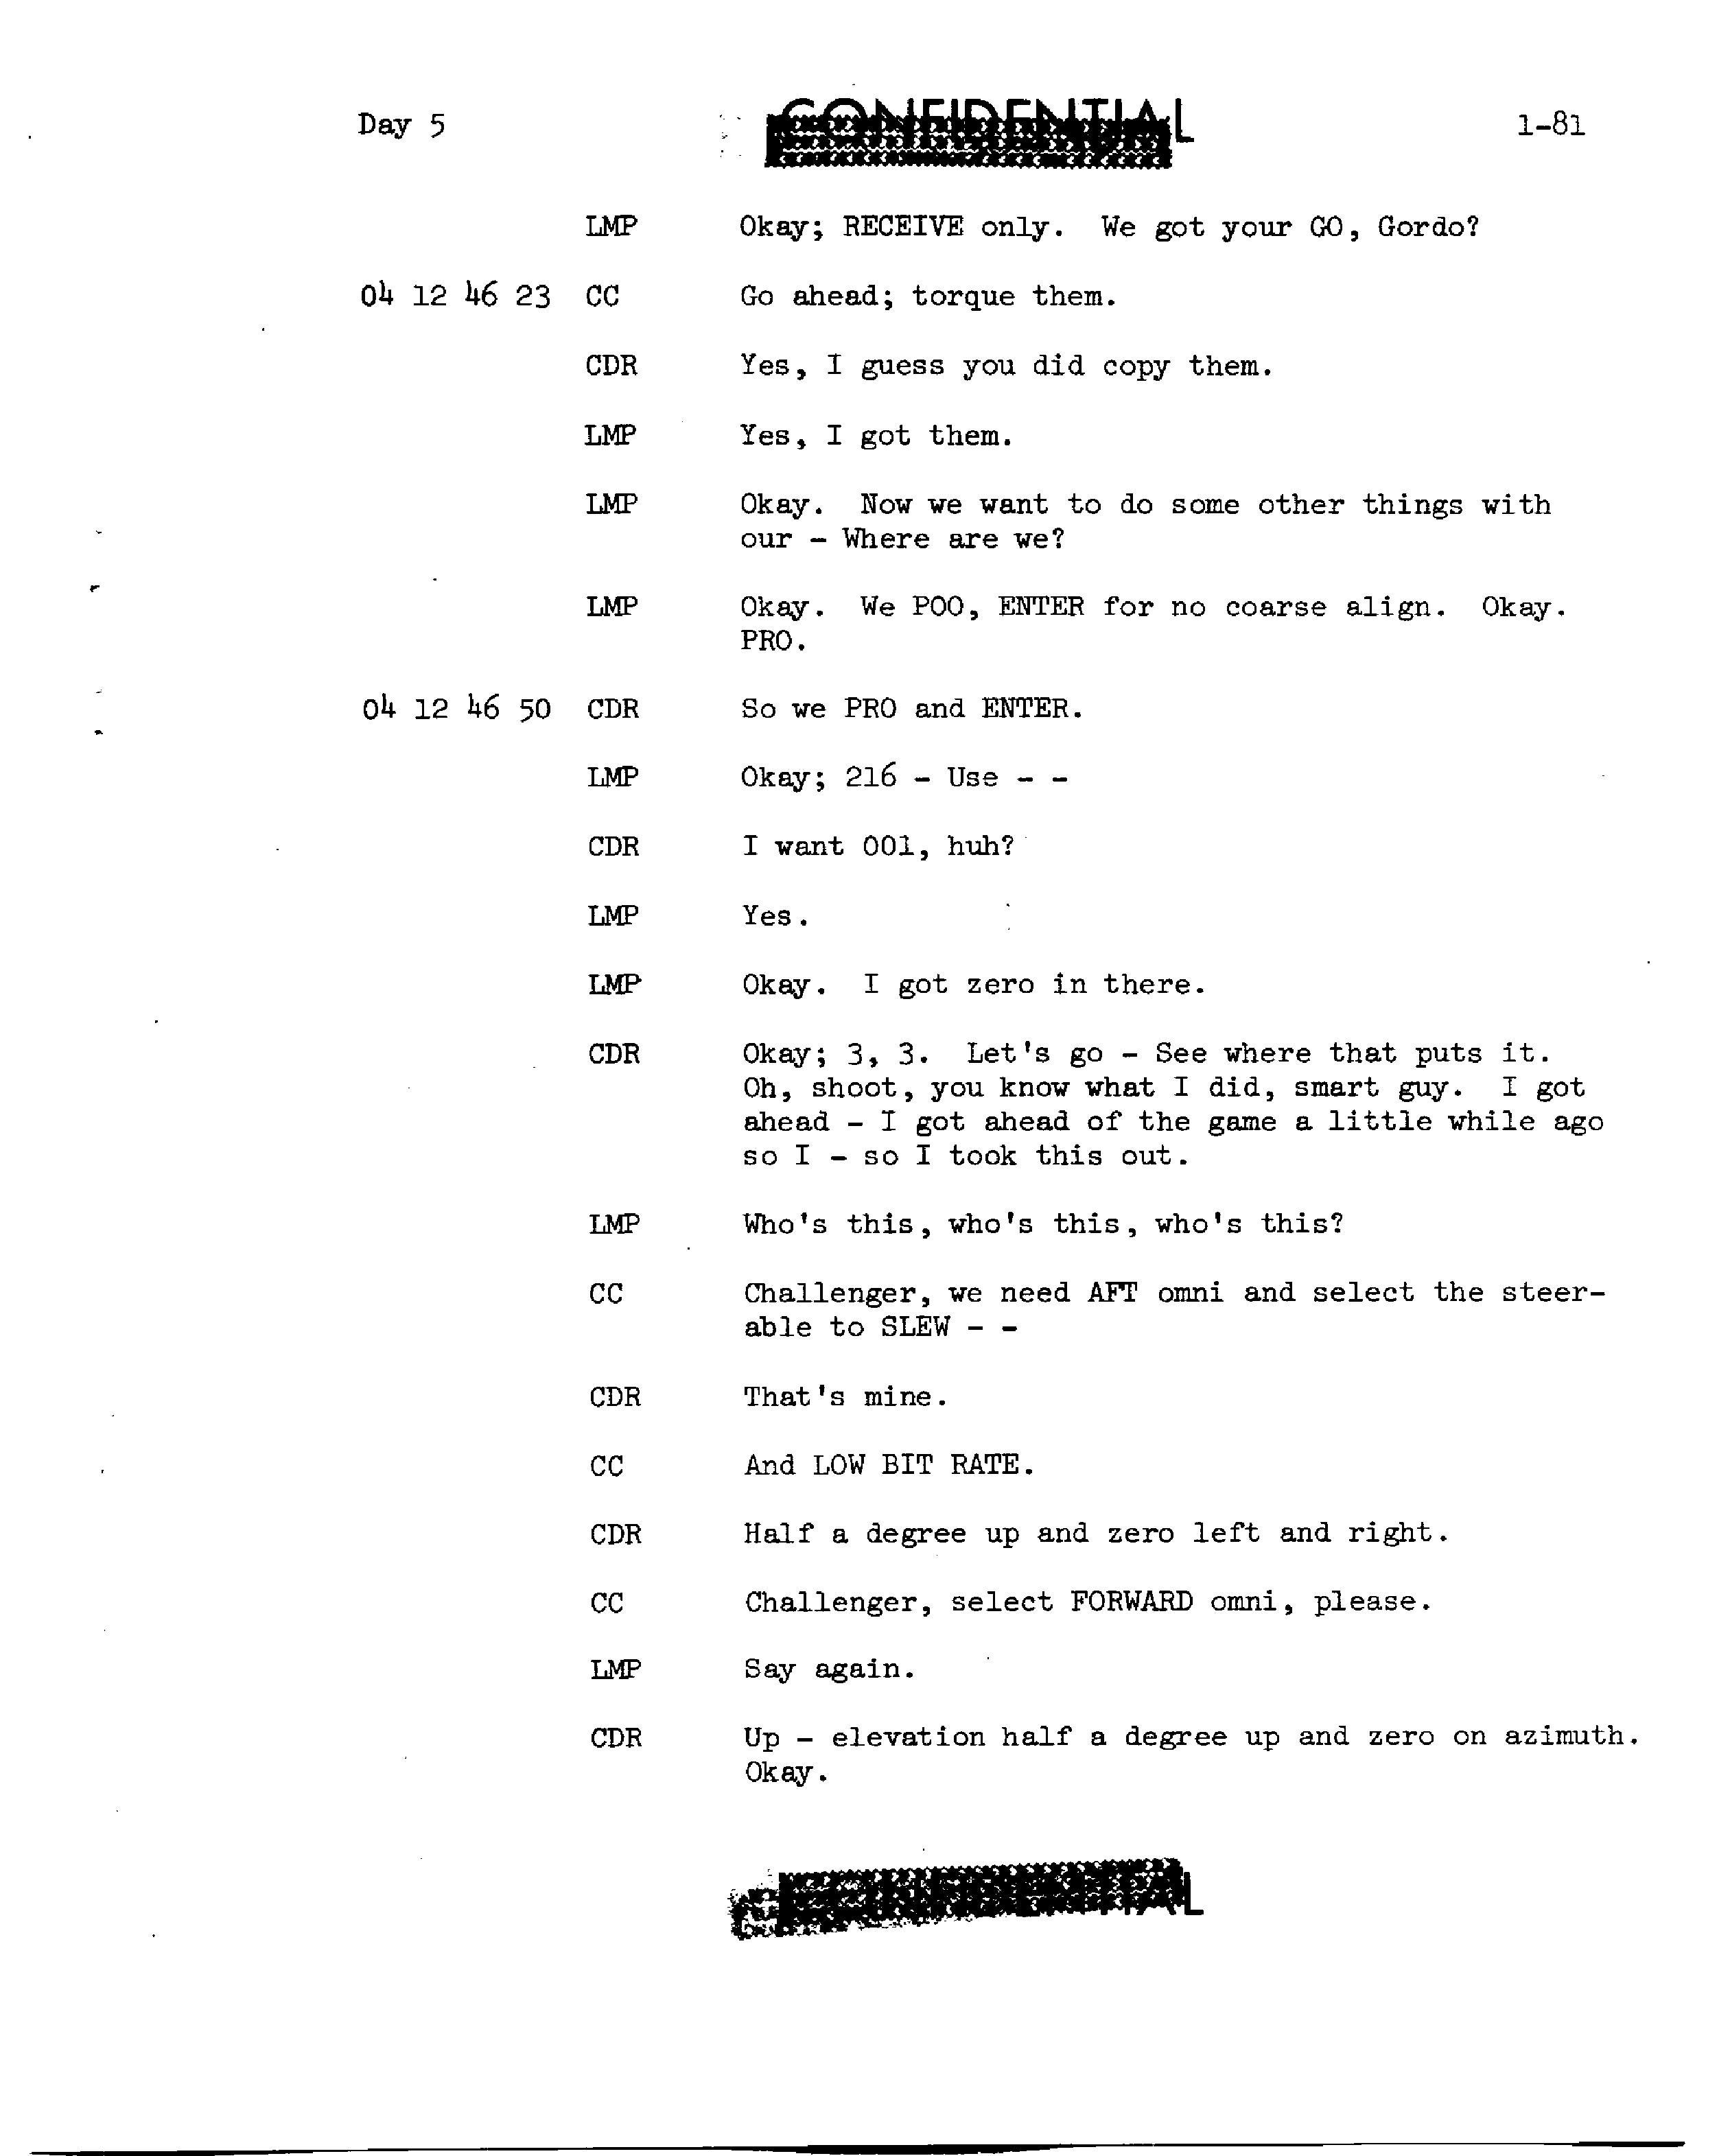 Day 5
CONFIDENTIAL
1-81
LMP Okay; RECEIVE only. We got your GO, Gordo?
04 12 46 23 CC Go ahead; torque them.
CDR Yes, I guess you did copy them.
LMP Yes, I got them.
LMP Okay. Now we want to do some other things with
our - Where are we?
LMP Okay. We POO, ENTER for no coarse align. Okay.
PRO.
04 12 46 50 CDR So we PRO and ENTER.
LMP Okay; 216 - Use - -
CDR I want 001, huh?
LMP Yes.
LMP Okay. I got zero in there.
CDR Okay; 3, 3. Let's go - See where that puts it.
Oh, shoot, you know what I did, smart guy. I got
ahead - I got ahead of the game a little while ago
so I - so I took this out.
LMP Who's this, who's this, who's this?
CC Challenger, we need AFT omni and select the steer-
able to SLEW - -
CDR That's mine.
CC And LOW BIT RATE.
CDR Half a degree up and zero left and right.
CC Challenger, select FORWARD omni, please.
LMP Say again.
CDR Up - elevation half a degree up and zero on azimuth.
Okay.
CONFIDENTIAL